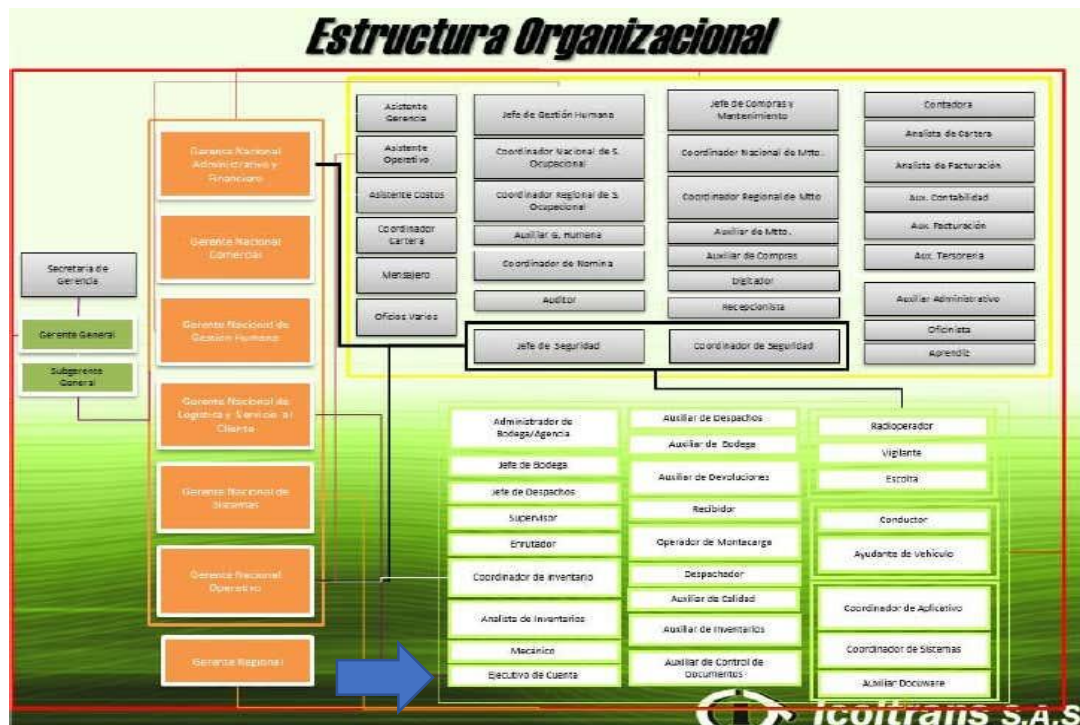 Estructura Organizacional
Secretaria de
Gerencia
Gerente General
Subgerente
General
Gerente Nacional
Administrativo y
Financiero
Gerente Nacional
Comercial
Gerente Nacional de
Gestión Humana
Gerente Nacional de
Logística y Servicio al
Cliente
Gerente Nacional de
Sistemas
Gerente Nacional
Operativo
Gerente Regional
Asistente
Gerencia
Asistente
Operativo
Asistente Costos
Coordinador
Cartera
Mensajero
Oficios Varios
Jefe de Gestión Humana
Coordinador Nacional de S.
Ocupacional
Coordinador Regional de S.
Ocupacional
Auxiliar G. Humana
Coordinador de Nomina
Auditor
Jefe de Seguridad
Jefe de Compras y
Mantenimiento
Coordinador Nacional de Mtto.
Coordinador Regional de Mtto
Auxiliar de Mtto.
Auxiliar de Compras
Digitador
Recepcionista
Coordinador de Seguridad
Contadora
Analista de Cartera
Analista de Facturación
Aux. Contabilidad
Aux. Facturación
Aux. Tersoreria
Auxiliar Administrativo
Oficinista
Aprendiz
Administrador de
Bodega/Agencia
Jefe de Bodega
Jefe de Despachos
Supervisor
Enrutador
Coordinador de Inventario
Analista de Inventarios
Mecánico
Ejecutivo de Cuenta
Auxiliar de Despachos
Auxiliar de Bodega
Auxiliar de Devoluciones
Recibidor
Operador de Montacarga
Despachador
Auxiliar de Calidad
Auxiliar de Inventarios
Auxiliar de Control de
Documentos
Radioperador
Vigilante
Escolta
Conductor
Ayudante de Vehículo
Coordinador de Aplicativo
Coordinador de Sistemas
Auxiliar Docuware
icoltrans S.A.S